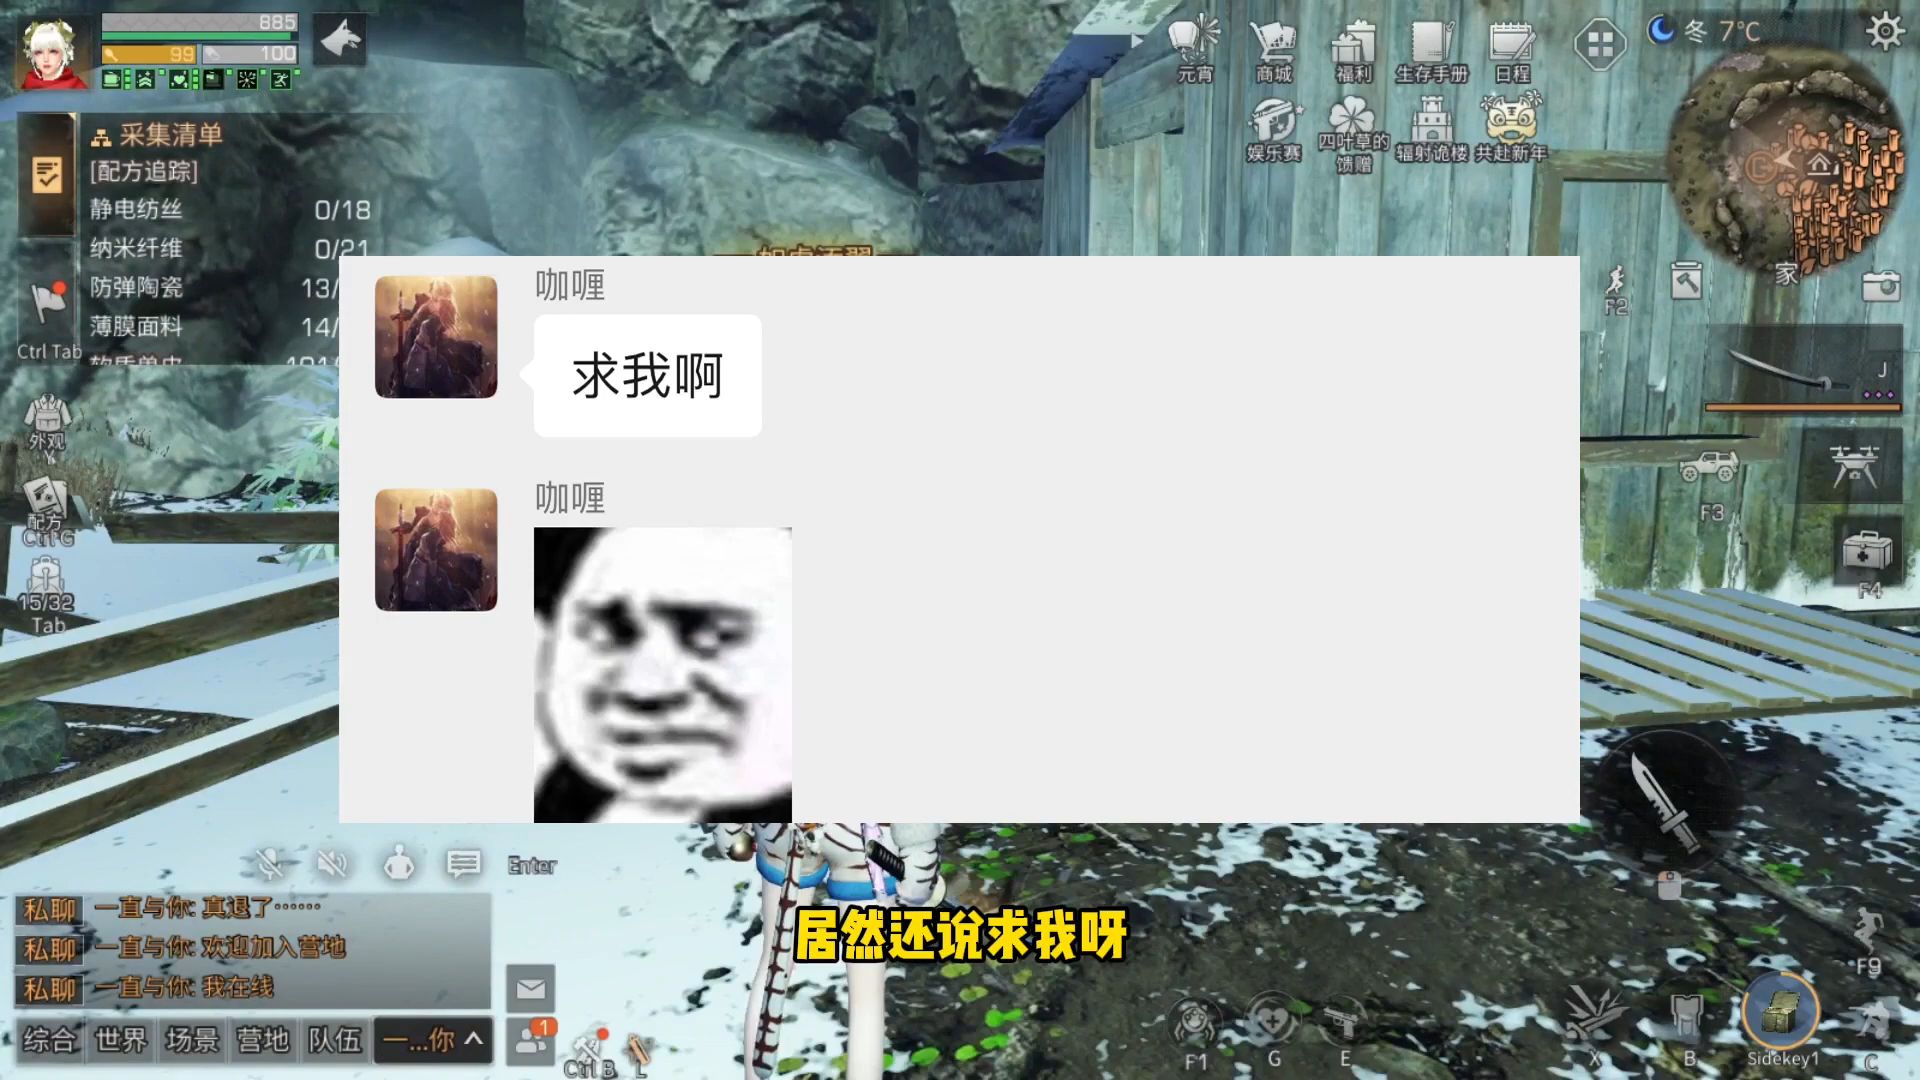 885
99
100
元宵
商城
福利
生存手册
日程
冬 7℃
娱乐赛
四叶草的
馈赠
辐射诡楼
共赴新年
采集清单
[配方追踪]
静电纺丝 0/18
纳米纤维 0/21
防弹陶瓷 13/
薄膜面料 14/
Ctrl Tab
外观
Y
配方
Ctrl G
15/32
Tab
家
F2
J
F3
F4
咖喱
求我啊
咖喱
Enter
私聊 一直与你: 真退了……
私聊 一直与你: 欢迎加入营地
私聊 一直与你: 我在线
居然还说求我呀
综合 世界 场景 营地 队伍 一...你
1
Ctrl B
L
F1
G
E
X
B
Sidekey1
F9
C